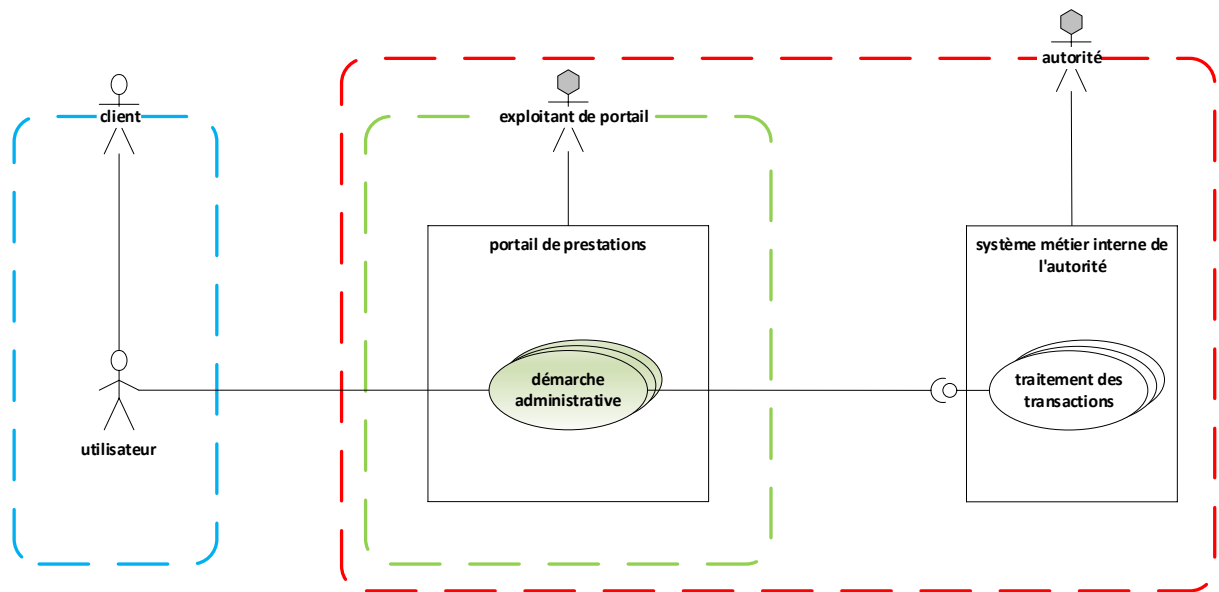 autorité
client
exploitant de portail
portail de prestations
système métier interne de
l'autorité
démarche
administrative
traitement des
transactions
utilisateur